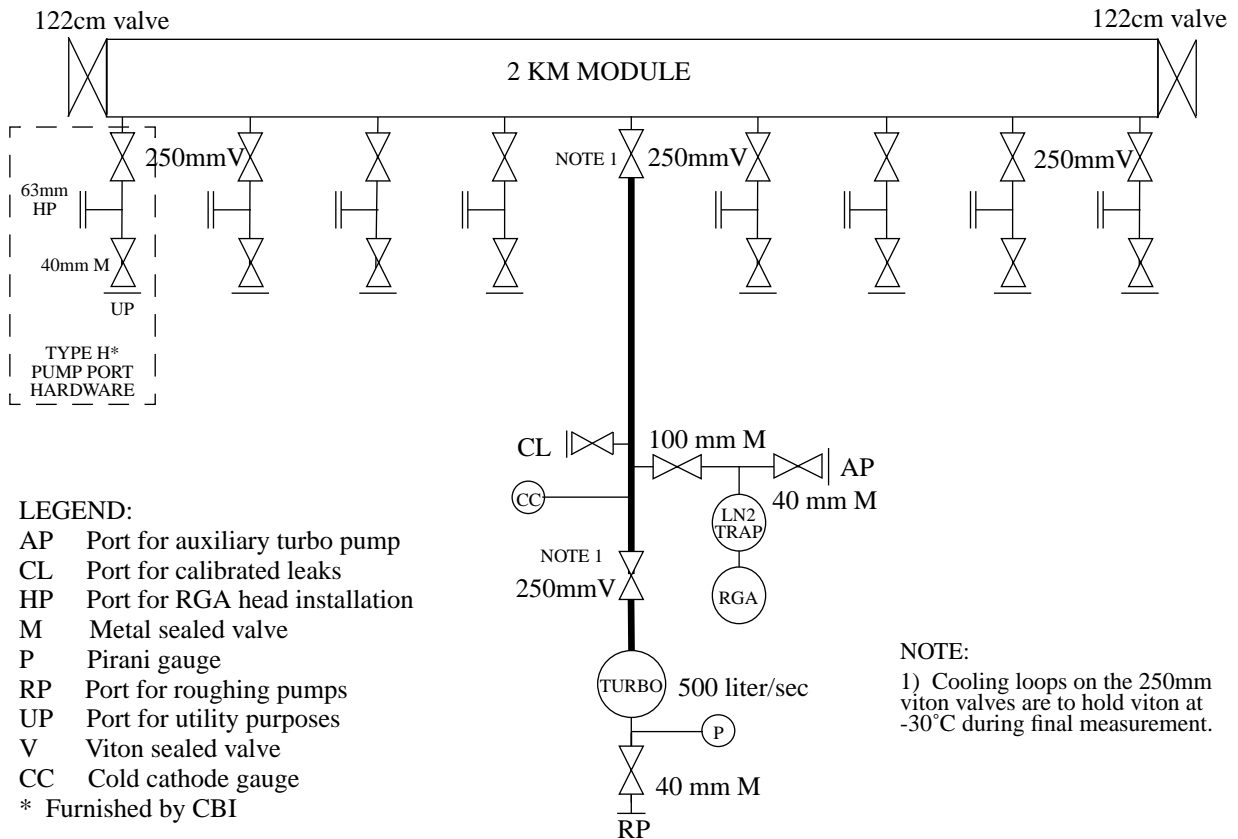 122cm valve
122cm valve
2 KM MODULE
250mmV
NOTE 1
250mmV
250mmV
63mm
HP
40mm M
UP
TYPE H*
PUMP PORT
HARDWARE
CL
100 mm M
AP
40 mm M
CC
LN2
TRAP
NOTE 1
250mmV
RGA
TURBO
500 liter/sec
P
40 mm M
RP
LEGEND:
AP Port for auxiliary turbo pump
CL Port for calibrated leaks
HP Port for RGA head installation
M Metal sealed valve
P Pirani gauge
RP Port for roughing pumps
UP Port for utility purposes
V Viton sealed valve
CC Cold cathode gauge
* Furnished by CBI
NOTE:
1) Cooling loops on the 250mm
viton valves are to hold viton at
-30°C during final measurement.